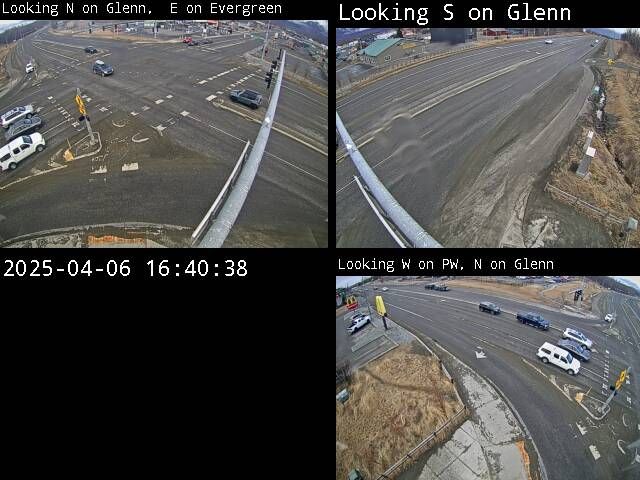 Looking N on Glenn,  E on Evergreen
Looking S on Glenn
2025-04-06 16:40:38
Looking W on PW, N on Glenn